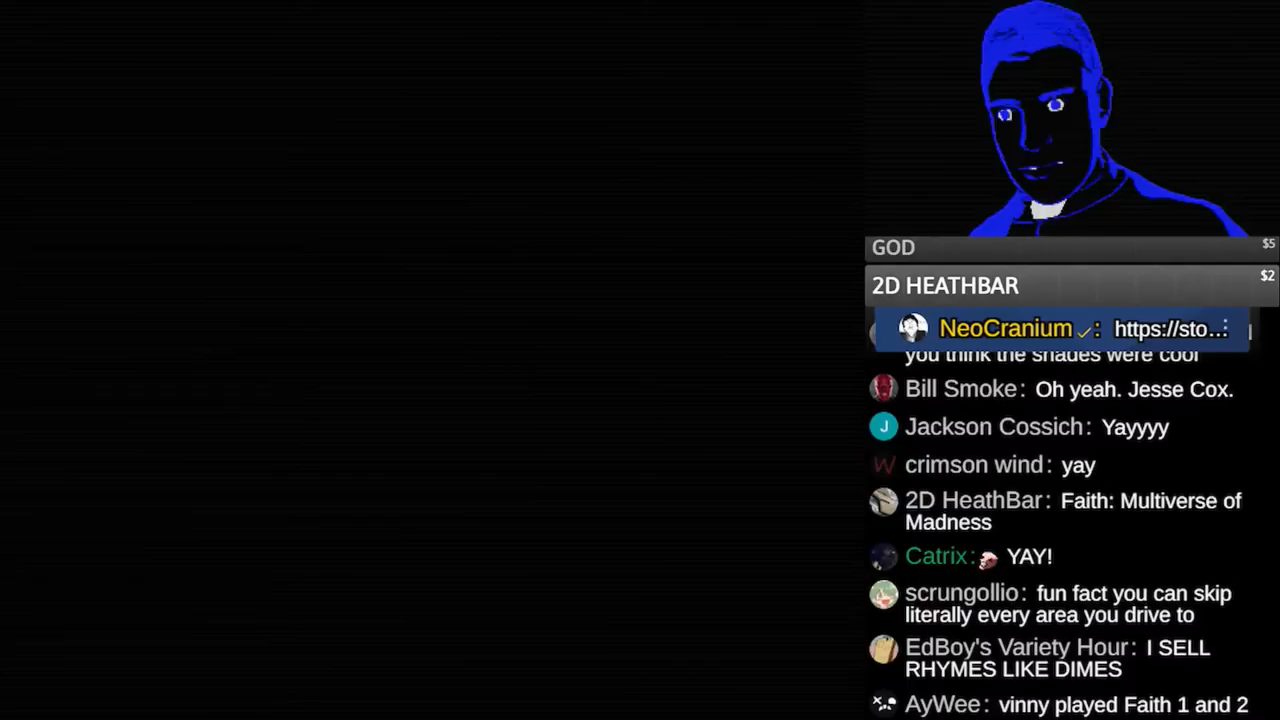 GOD $5
2D HEATHBAR $2
NeoCranium: https://sto...
you think the shades were cool
Bill Smoke: Oh yeah. Jesse Cox.
J Jackson Cossich: Yayyyy
W crimson wind: yay
2D HeathBar: Faith: Multiverse of
Madness
Catrix: YAY!
scrungollio: fun fact you can skip
literally every area you drive to
EdBoy's Variety Hour: I SELL
RHYMES LIKE DIMES
AyWee: vinny played Faith 1 and 2